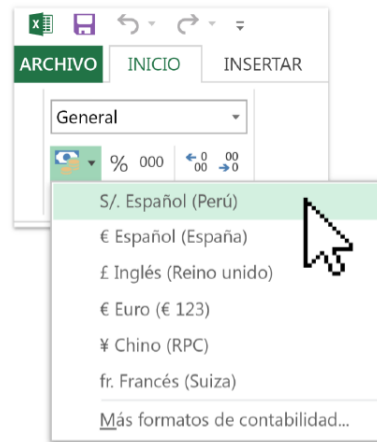 ARCHIVO INICIO INSERTAR
General
% 000 ←0 00 00 →0
S/. Español (Perú)
€ Español (España)
£ Inglés (Reino unido)
€ Euro (€ 123)
¥ Chino (RPC)
fr. Francés (Suiza)
Más formatos de contabilidad...